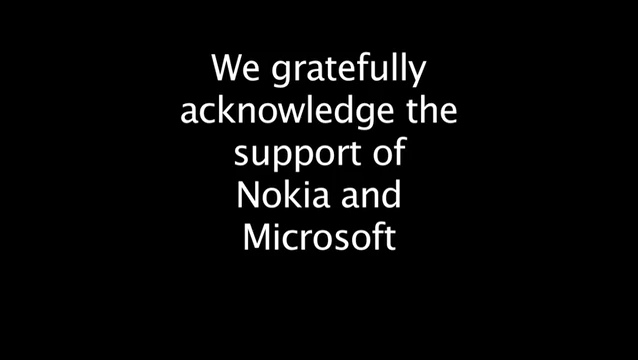 We gratefully
acknowledge the
support of
Nokia and
Microsoft